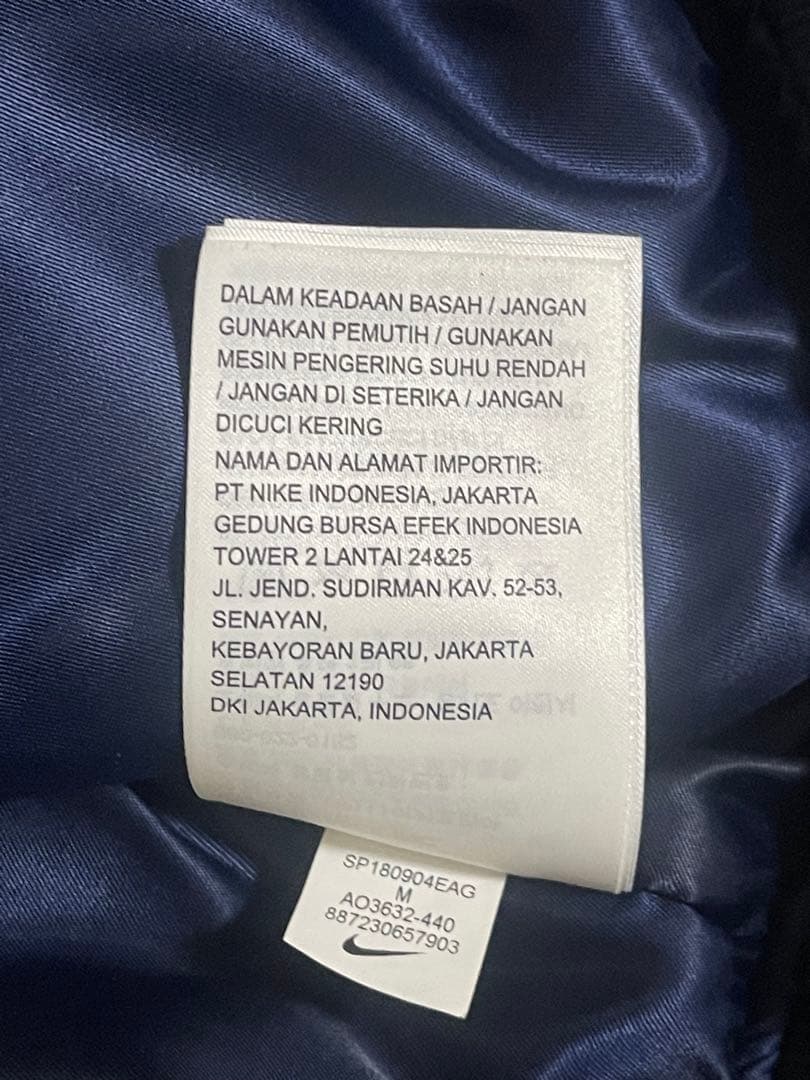 DALAM KEADAAN BASAH / JANGAN
GUNAKAN PEMUTIH / GUNAKAN
MESIN PENGERING SUHU RENDAH
/ JANGAN DI SETERIKA / JANGAN
DICUCI KERING
NAMA DAN ALAMAT IMPORTIR:
PT NIKE INDONESIA, JAKARTA
GEDUNG BURSA EFEK INDONESIA
TOWER 2 LANTAI 24&25
JL. JEND. SUDIRMAN KAV. 52-53,
SENAYAN,
KEBAYORAN BARU, JAKARTA
SELATAN 12190
DKI JAKARTA, INDONESIA
SP180904EAG
M
AO3632-440
887230657903